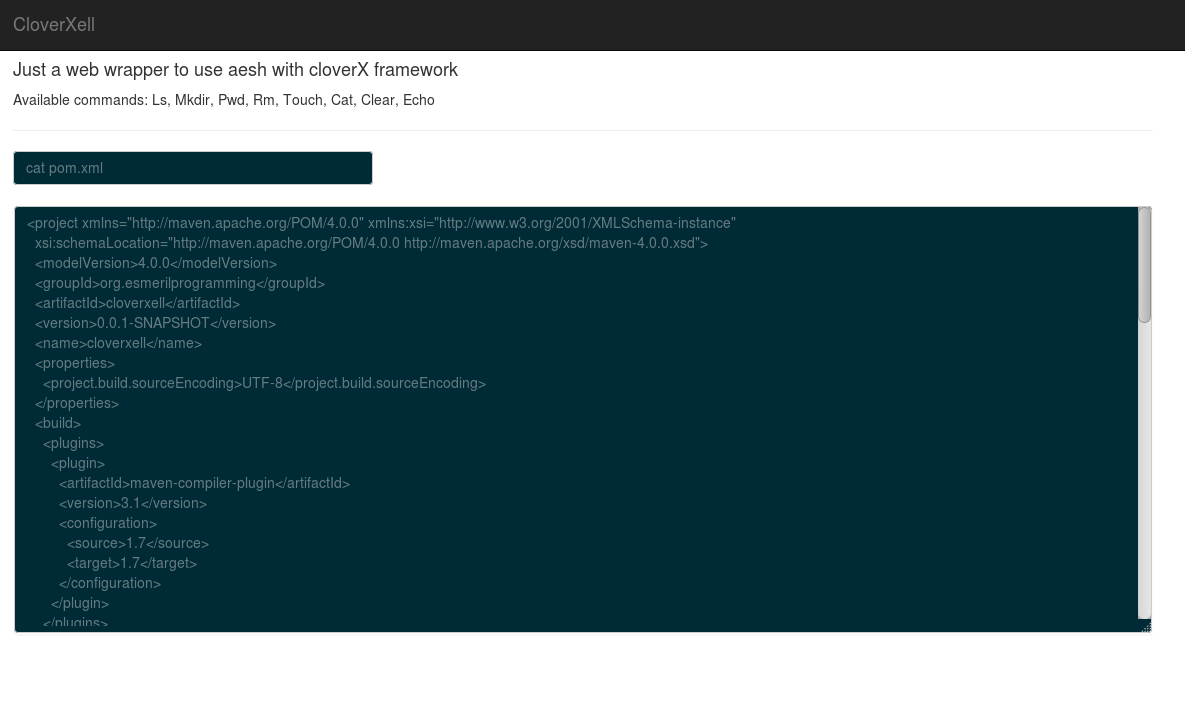 CloverXell
Just a web wrapper to use aesh with cloverX framework
Available commands: Ls, Mkdir, Pwd, Rm, Touch, Cat, Clear, Echo
cat pom.xml
<project xmlns="http://maven.apache.org/POM/4.0.0" xmlns:xsi="http://www.w3.org/2001/XMLSchema-instance"
xsi:schemaLocation="http://maven.apache.org/POM/4.0.0 http://maven.apache.org/xsd/maven-4.0.0.xsd">
<modelVersion>4.0.0</modelVersion>
<groupId>org.esmerilprogramming</groupId>
<artifactId>cloverxell</artifactId>
<version>0.0.1-SNAPSHOT</version>
<name>cloverxell</name>
<properties>
<project.build.sourceEncoding>UTF-8</project.build.sourceEncoding>
</properties>
<build>
<plugins>
<plugin>
<artifactId>maven-compiler-plugin</artifactId>
<version>3.1</version>
<configuration>
<source>1.7</source>
<target>1.7</target>
</configuration>
</plugin>
</plugins>